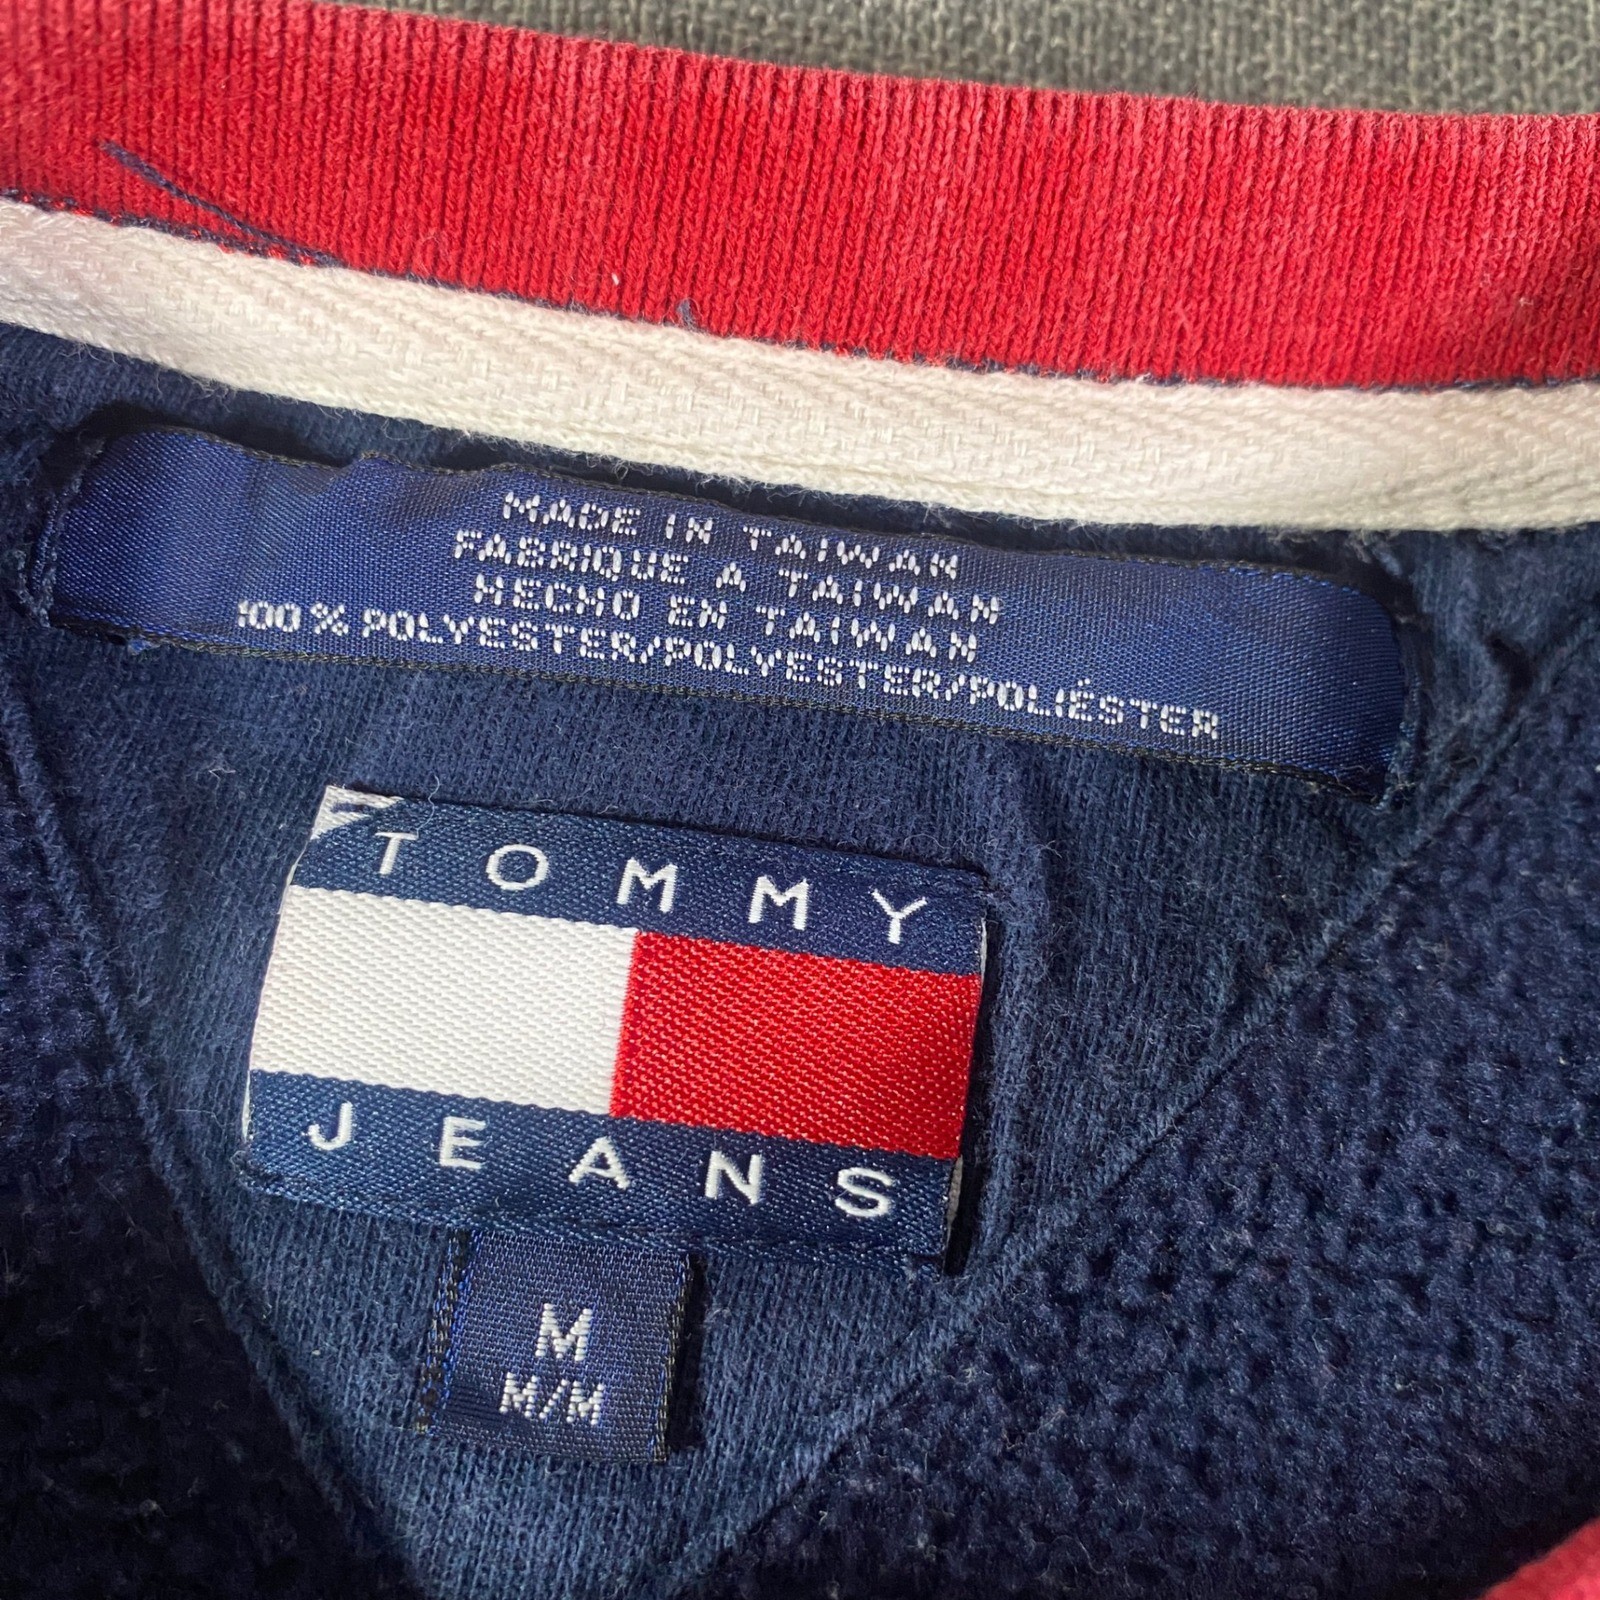 MADE IN TAIWAN
FABRIQUE A TAIWAN
HECHO EN TAIWAN
100% POLYESTER/POLYESTER/POLIÉSTER
TOMMY
JEANS
M
M/M